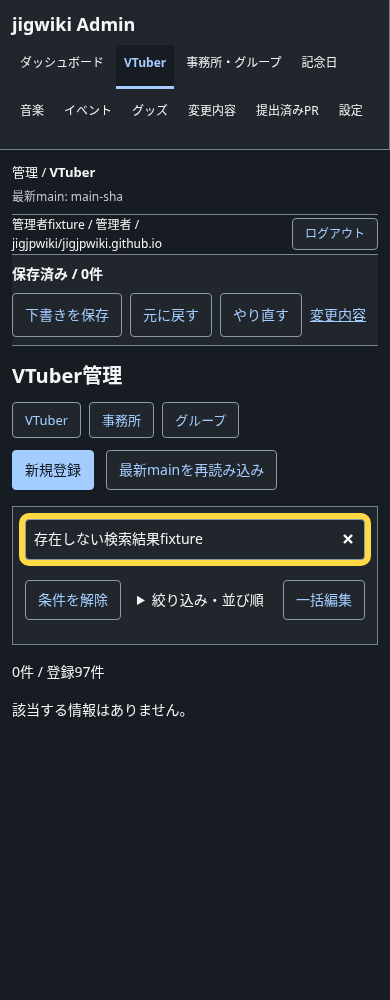 jigwiki Admin
ダッシュボード VTuber 事務所・グループ 記念日
音楽 イベント グッズ 変更内容 提出済みPR 設定
管理 / VTuber
最新main: main-sha
管理者fixture / 管理者 /
jigjpwiki/jigjpwiki.github.io
ログアウト
保存済み / 0件
下書きを保存 元に戻す やり直す 変更内容
VTuber管理
VTuber 事務所 グループ
新規登録 最新mainを再読み込み
存在しない検索結果fixture ×
条件を解除 ▶ 絞り込み・並び順 一括編集
0件 / 登録97件
該当する情報はありません。